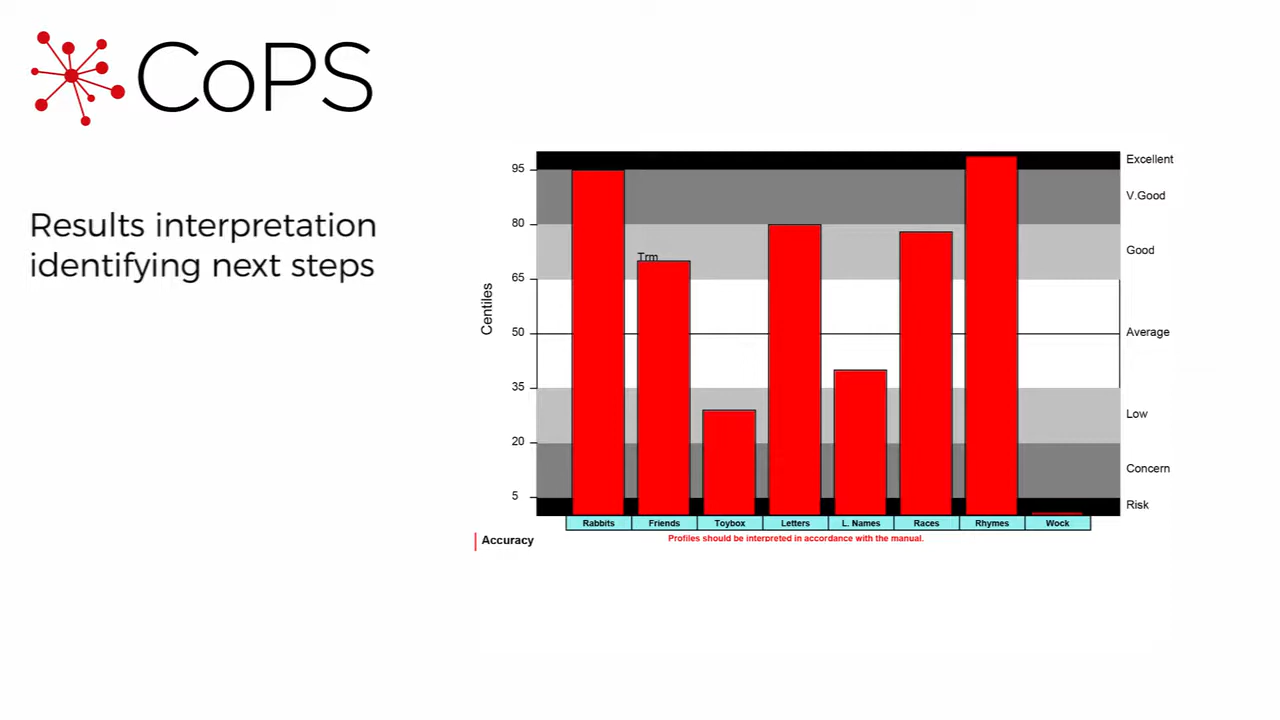 CoPS
Results interpretation
identifying next steps
Centiles
95
80
65
50
35
20
5
Trm
Excellent
V.Good
Good
Average
Low
Concern
Risk
Rabbits Friends Toybox Letters L. Names Races Rhymes Wock
Accuracy
Profiles should be interpreted in accordance with the manual.